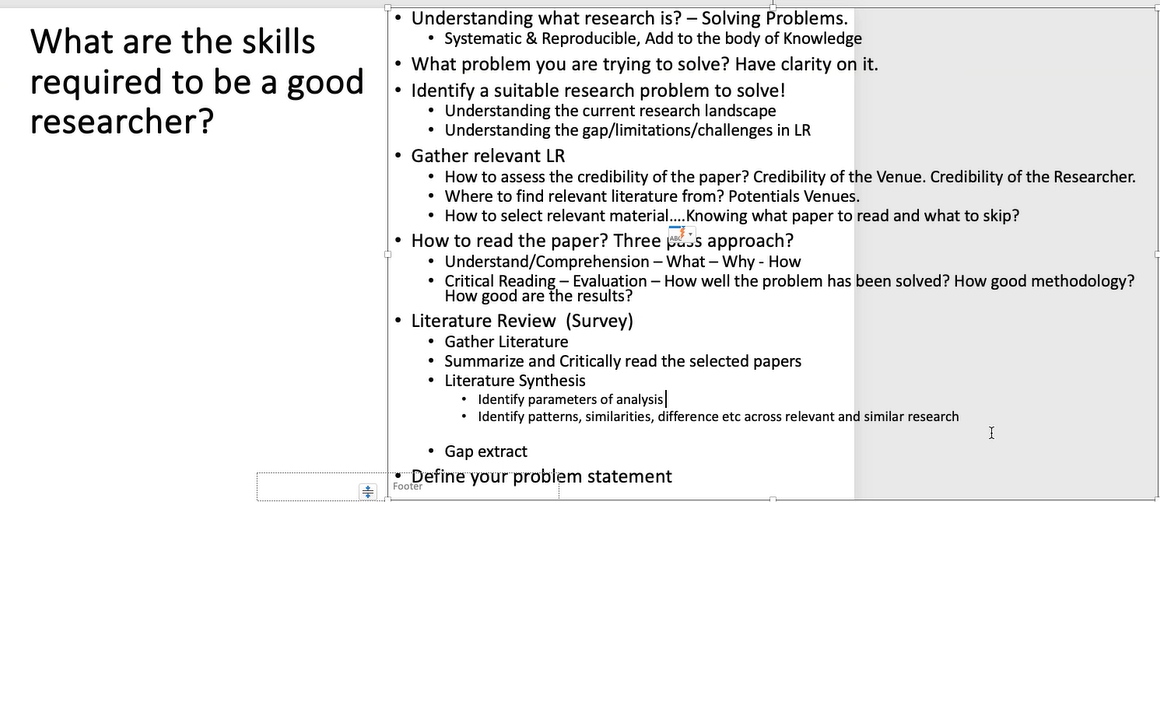 What are the skills
required to be a good
researcher?
• Understanding what research is? – Solving Problems.
• Systematic & Reproducible, Add to the body of Knowledge
• What problem you are trying to solve? Have clarity on it.
• Identify a suitable research problem to solve!
• Understanding the current research landscape
• Understanding the gap/limitations/challenges in LR
• Gather relevant LR
• How to assess the credibility of the paper? Credibility of the Venue. Credibility of the Researcher.
• Where to find relevant literature from? Potentials Venues.
• How to select relevant material....Knowing what paper to read and what to skip?
• How to read the paper? Three pass approach?
• Understand/Comprehension – What – Why - How
• Critical Reading – Evaluation – How well the problem has been solved? How good methodology?
How good are the results?
• Literature Review  (Survey)
• Gather Literature
• Summarize and Critically read the selected papers
• Literature Synthesis
• Identify parameters of analysis
• Identify patterns, similarities, difference etc across relevant and similar research
• Gap extract
• Define your problem statement
Footer